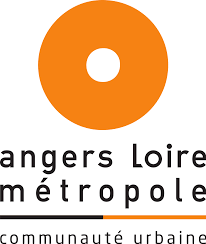 angers Loire
métropole
communauté urbaine